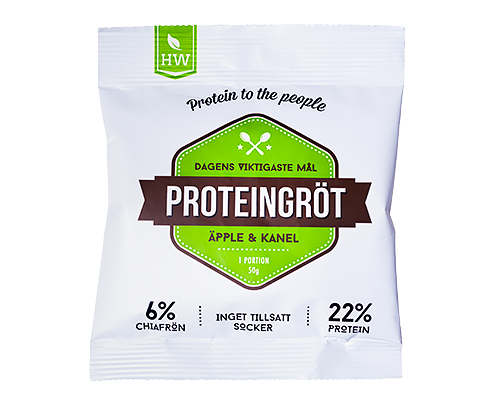 HW
Protein to the people
DAGENS VIKTIGASTE MÅL
PROTEINGRÖT
ÄPPLE & KANEL
1 PORTION
50g
6%
CHIAFRÖN
INGET TILLSATT
SOCKER
22%
PROTEIN